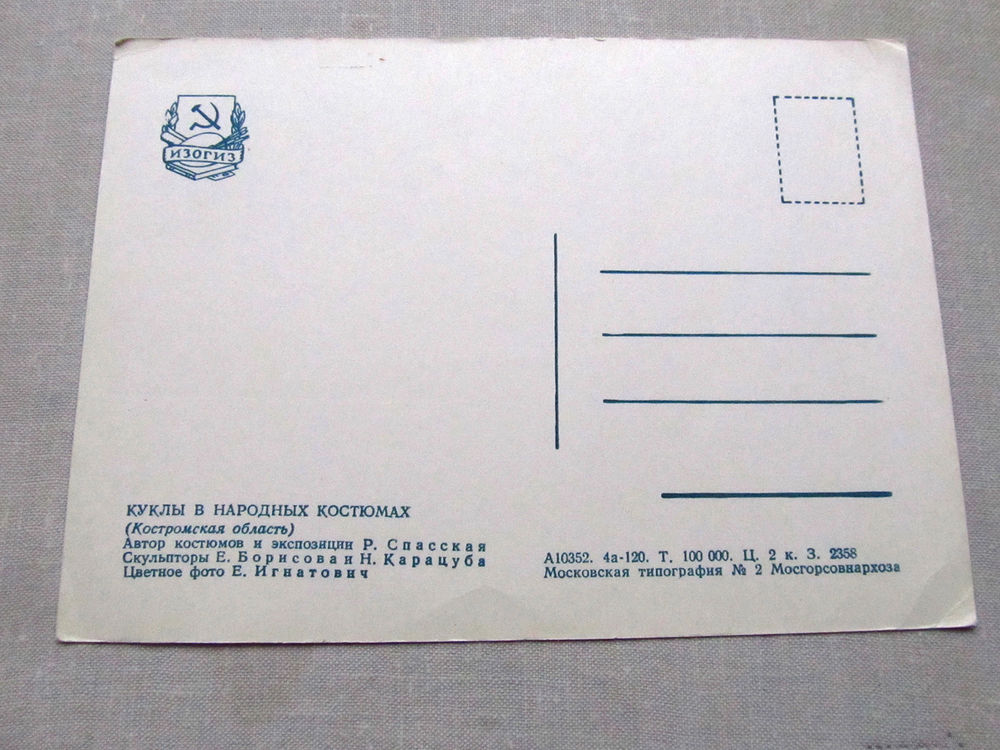 ИЗОГИЗ
КУКЛЫ В НАРОДНЫХ КОСТЮМАХ
(Костромская область)
Автор костюмов и экспозиции Р. Спасская
Скульпторы Е. Борисова и Н. Карацуба
Цветное фото Е. Игнатович
А10352. 4а-120. Т. 100 000. Ц. 2 к. З. 2358
Московская типография № 2 Мосгорсовнархоза